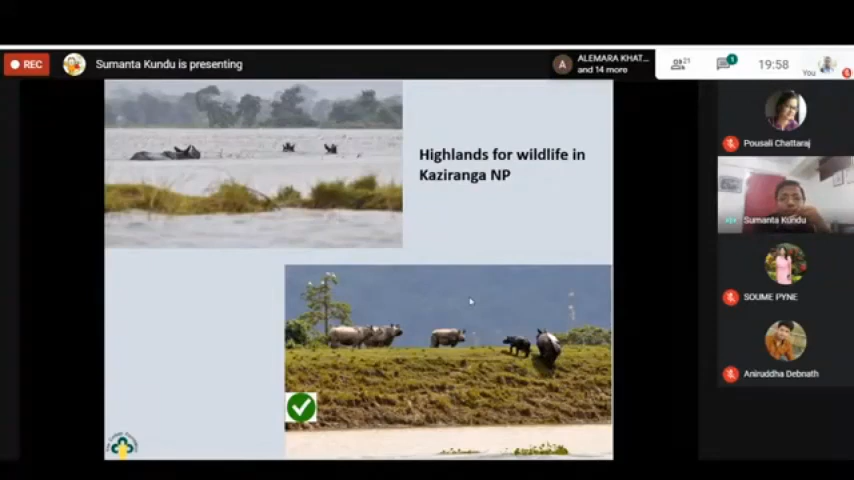 REC
Sumanta Kundu is presenting
ALEMARA KHAT...
and 14 more
21
1
19:58
You
A
Highlands for wildlife in
Kaziranga NP
Pousali Chattaraj
Sumanta Kundu
SOUME PYNE
Aniruddha Debnath